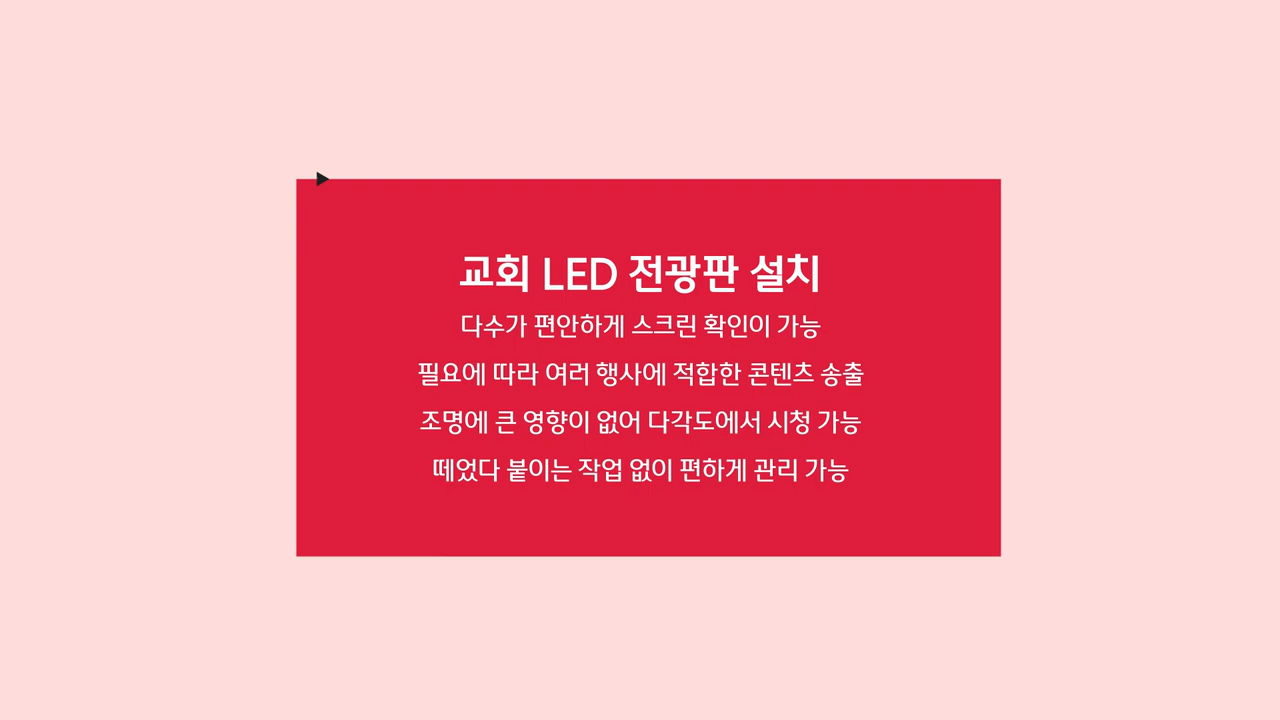 교회 LED 전광판 설치
다수가 편안하게 스크린 확인이 가능
필요에 따라 여러 행사에 적합한 콘텐츠 송출
조명에 큰 영향이 없어 다각도에서 시청 가능
떼었다 붙이는 작업 없이 편하게 관리 가능